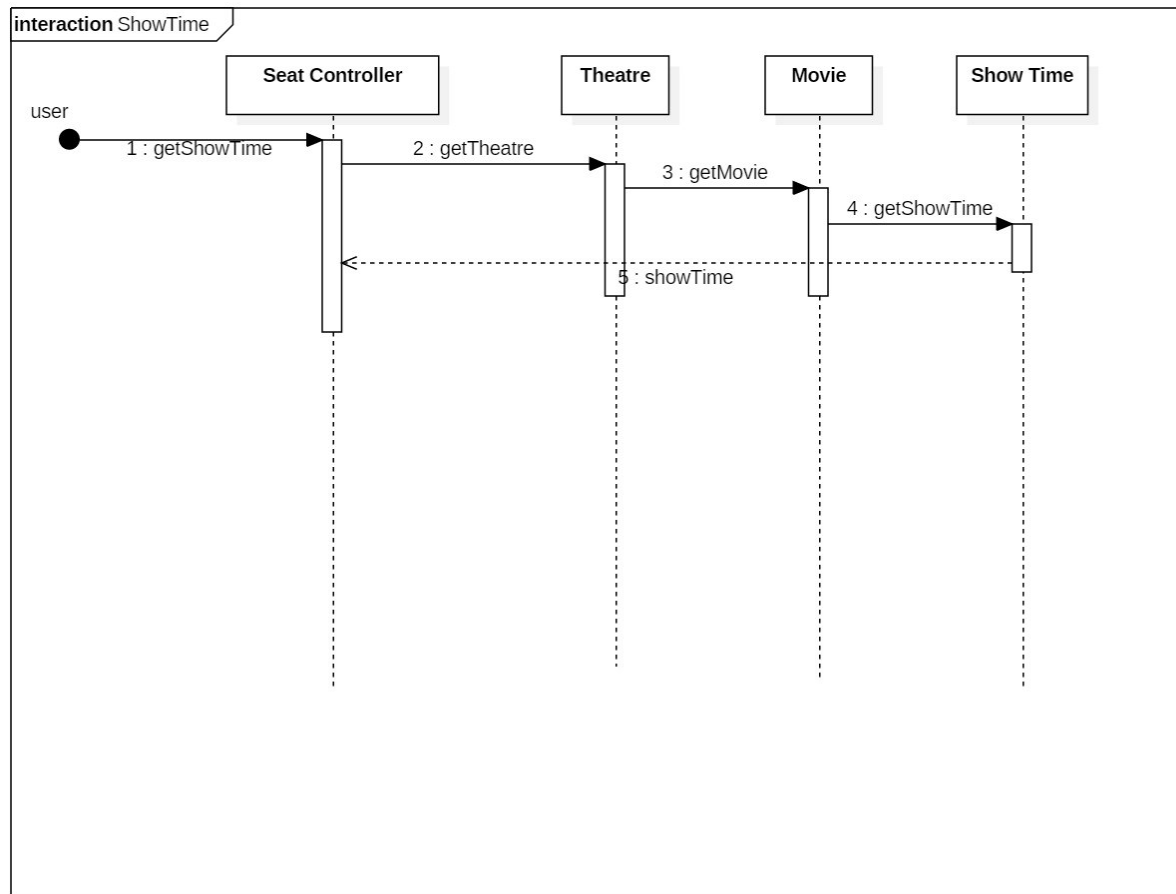 interaction ShowTime
Seat Controller
Theatre
Movie
Show Time
user
1 : getShowTime
2 : getTheatre
3 : getMovie
4 : getShowTime
5 : showTime